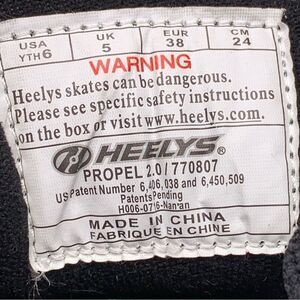 USA UK EUR CM
YTH6 5 38 24
WARNING
Heelys skates can be dangerous.
Please see specific safety instructions
on the box or visit www.heelys.com.
HEELYS®
PROPEL 2.0 / 770807
US Patent Number 6,406,038 and 6,450,509
Patents Pending
H006-0716-Nan-an
MADE IN CHINA
FABRIQUE EN CHINE